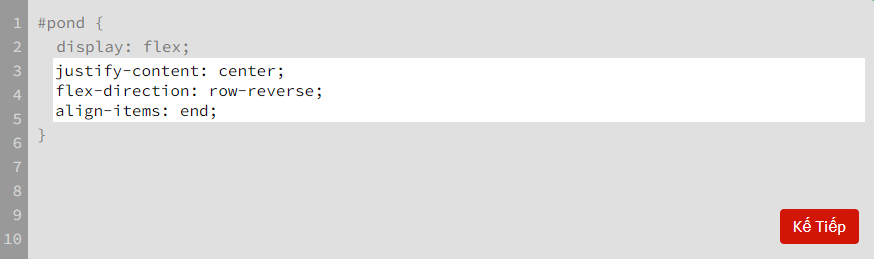 1 #pond {
2 display: flex;
3 justify-content: center;
4 flex-direction: row-reverse;
5 align-items: end;
6 }
7
8
9
10
Kế Tiếp